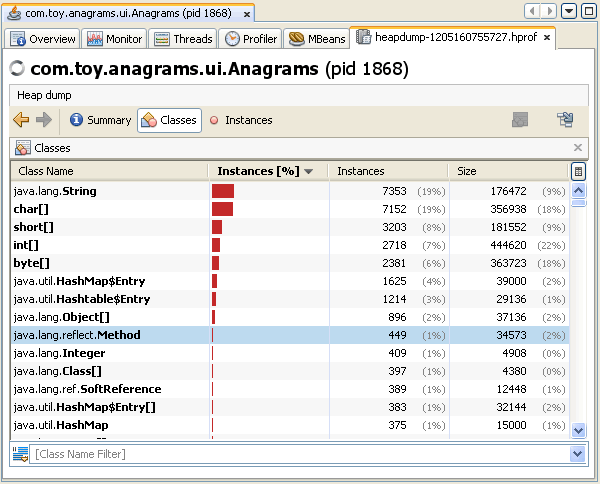 com.toy.anagrams.ui.Anagrams (pid 1868)
Overview Monitor Threads Profiler MBeans heapdump-1205160755727.hprof
com.toy.anagrams.ui.Anagrams (pid 1868)
Heap dump
Summary Classes Instances
Classes
Class Name Instances [%] Instances Size
java.lang.String 7353 (19%) 176472 (9%)
char[] 7152 (19%) 356938 (18%)
short[] 3203 (8%) 181552 (9%)
int[] 2718 (7%) 444620 (22%)
byte[] 2381 (6%) 363723 (18%)
java.util.HashMap$Entry 1625 (4%) 39000 (2%)
java.util.Hashtable$Entry 1214 (3%) 29136 (1%)
java.lang.Object[] 896 (2%) 37136 (2%)
java.lang.reflect.Method 449 (1%) 34573 (2%)
java.lang.Integer 409 (1%) 4908 (0%)
java.lang.Class[] 397 (1%) 4380 (0%)
java.lang.ref.SoftReference 389 (1%) 12448 (1%)
java.util.HashMap$Entry[] 383 (1%) 32144 (2%)
java.util.HashMap 375 (1%) 15000 (1%)
[Class Name Filter]